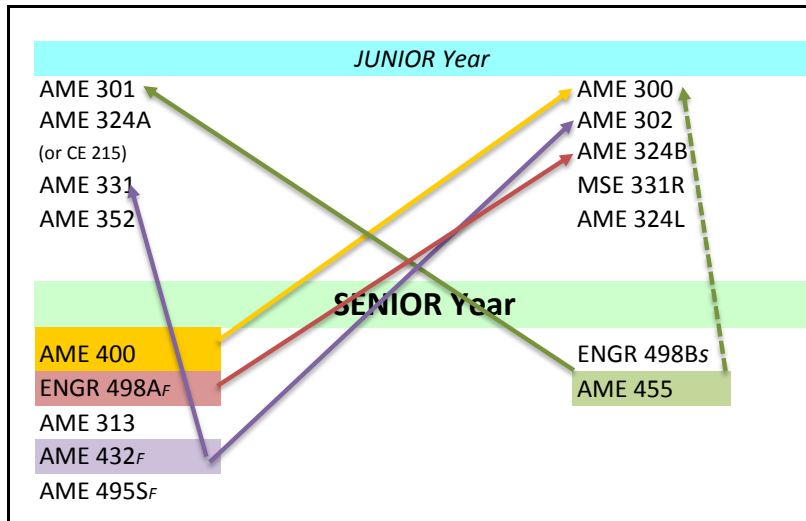 JUNIOR Year
AME 301
AME 324A
(or CE 215)
AME 331
AME 352
AME 300
AME 302
AME 324B
MSE 331R
AME 324L
SENIOR Year
AME 400
ENGR 498AF
AME 313
AME 432F
AME 495SF
ENGR 498BS
AME 455